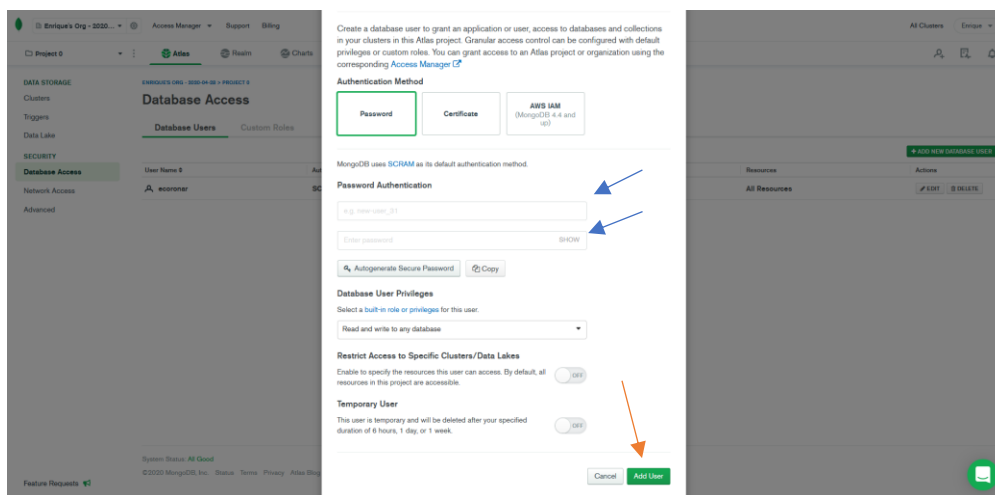 Enrique's Org - 2020... Access Manager Support Billing All Clusters Enrique
Project 0 Atlas Realm Charts
DATA STORAGE
Clusters
Triggers
Data Lake
SECURITY
Database Access
Network Access
Advanced
Feature Requests
ENRIQUE'S ORG - 2020-04-28 > PROJECT 0
Database Access
Database Users Custom Roles
User Name
ecoronar
Create a database user to grant an application or user, access to databases and collections
in your clusters in this Atlas project. Granular access control can be configured with default
privileges or custom roles. You can grant access to an Atlas project or organization using the
corresponding Access Manager
Authentication Method
Password
Certificate
AWS IAM
(MongoDB 4.4 and
up)
MongoDB uses SCRAM as its default authentication method.
Password Authentication
e.g. new-user_31
Enter password SHOW
Autogenerate Secure Password Copy
Database User Privileges
Select a built-in role or privileges for this user.
Read and write to any database
Restrict Access to Specific Clusters/Data Lakes
Enable to specify the resources this user can access. By default, all
resources in this project are accessible.
OFF
Temporary User
This user is temporary and will be deleted after your specified
duration of 6 hours, 1 day, or 1 week.
OFF
Cancel Add User
+ ADD NEW DATABASE USER
Resources Actions
All Resources EDIT DELETE
System Status: All Good
©2020 MongoDB, Inc. Status Terms Privacy Atlas Blog